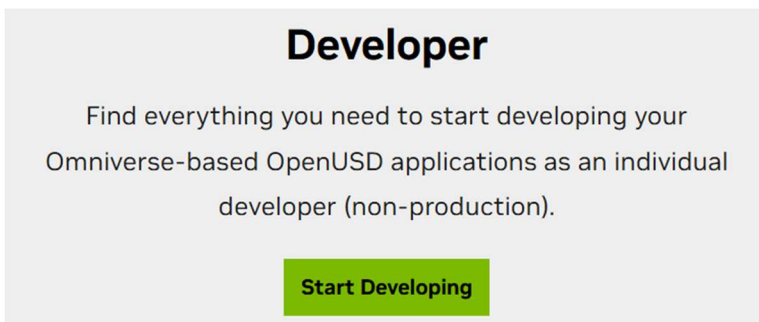 Developer
Find everything you need to start developing your
Omniverse-based OpenUSD applications as an individual
developer (non-production).
Start Developing